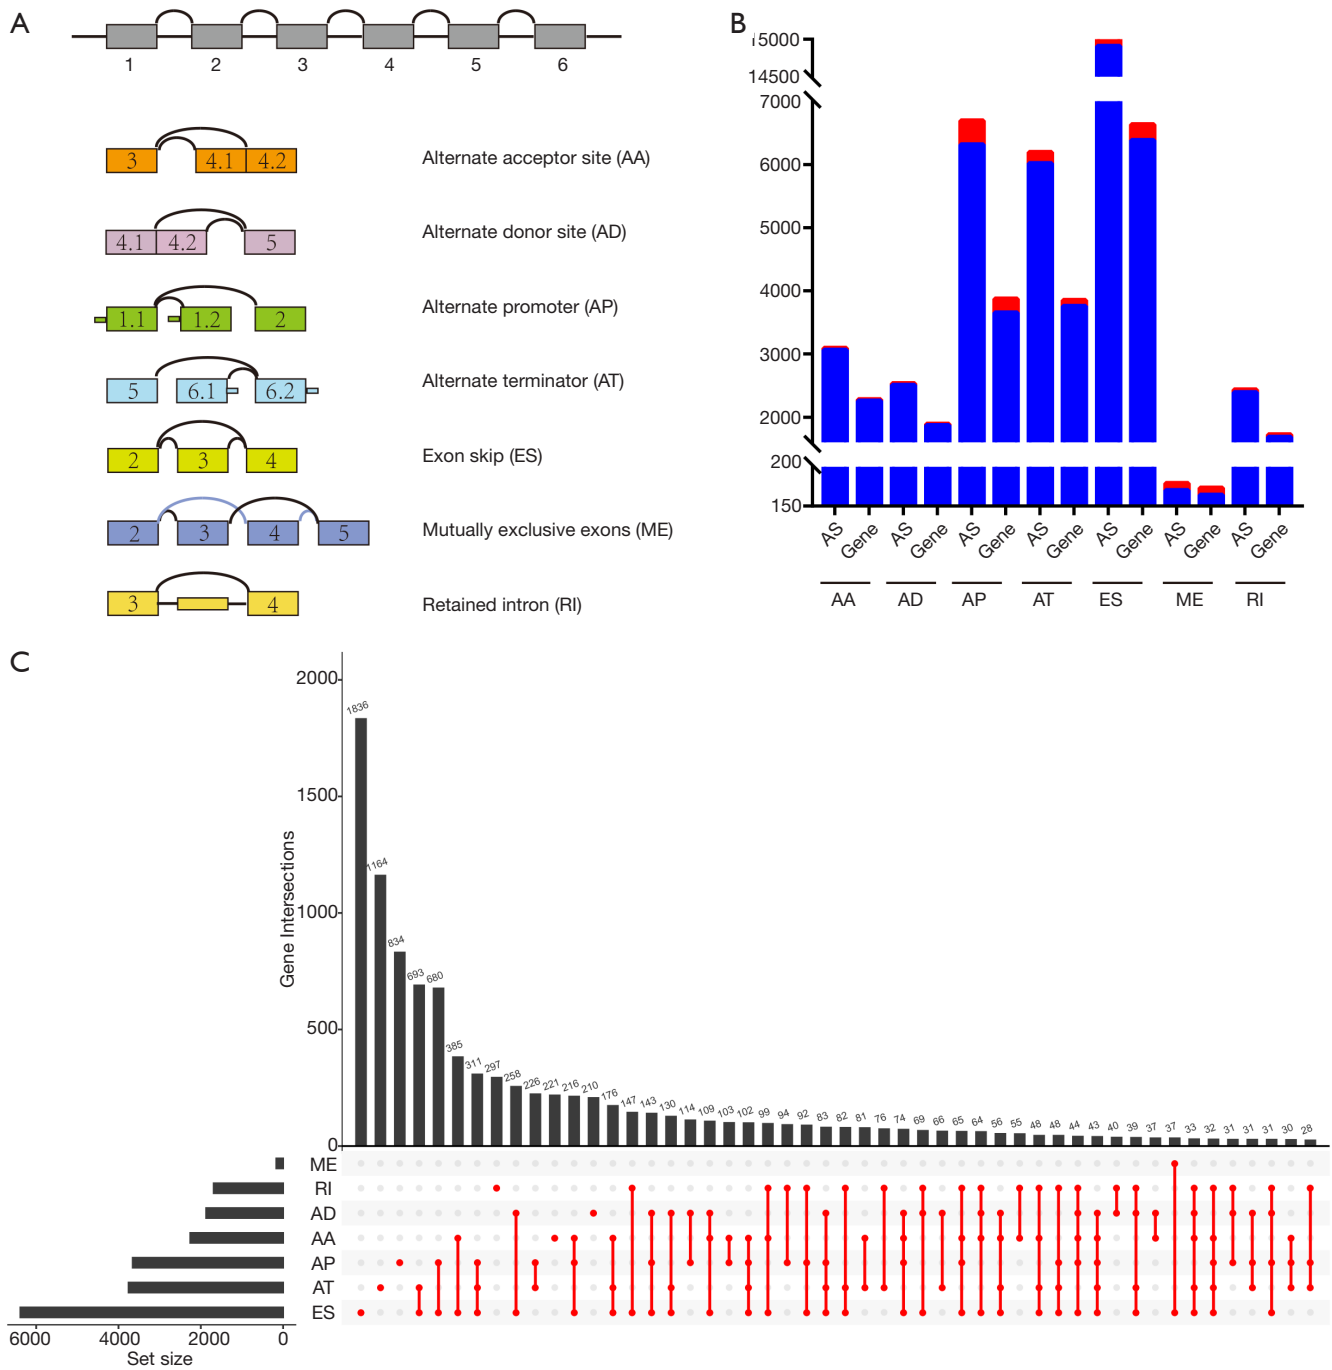 A
1 2 3 4 5 6
3 4.1 4.2 Alternate acceptor site (AA)
4.1 4.2 5 Alternate donor site (AD)
1.1 1.2 2 Alternate promoter (AP)
5 6.1 6.2 Alternate terminator (AT)
2 3 4 Exon skip (ES)
2 3 4 5 Mutually exclusive exons (ME)
3 4 Retained intron (RI)
B
15000
14500
7000
6000
5000
4000
3000
2000
200
150
AS Gene AS Gene AS Gene AS Gene AS Gene AS Gene AS Gene
AA AD AP AT ES ME RI
C
Gene Intersections
2000
1500
1000
500
0
1836 1164 834 693 680 385 311 297 258 226 221 216 210 176 147 143 130 114 109 103 102 99 94 92 83 82 81 76 74 69 66 65 64 56 55 48 48 44 43 40 39 37 37 33 32 31 31 31 30 28
ME
RI
AD
AA
AP
AT
ES
6000 4000 2000 0
Set size